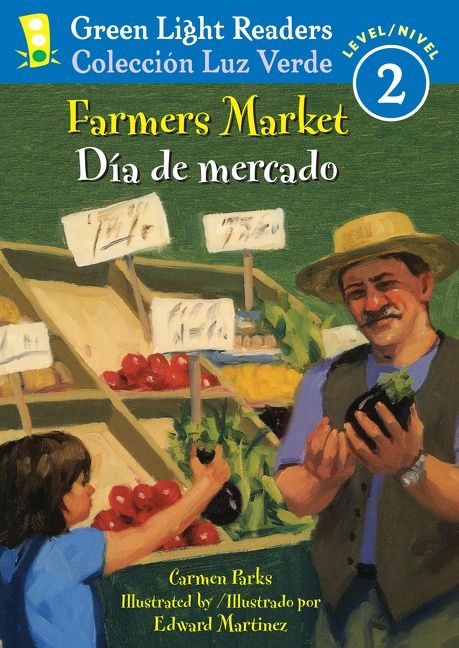 Green Light Readers
Colección Luz Verde
LEVEL/NIVEL
2
Farmers Market
Día de mercado
Carmen Parks
Illustrated by/Illustrado por
Edward Martinez